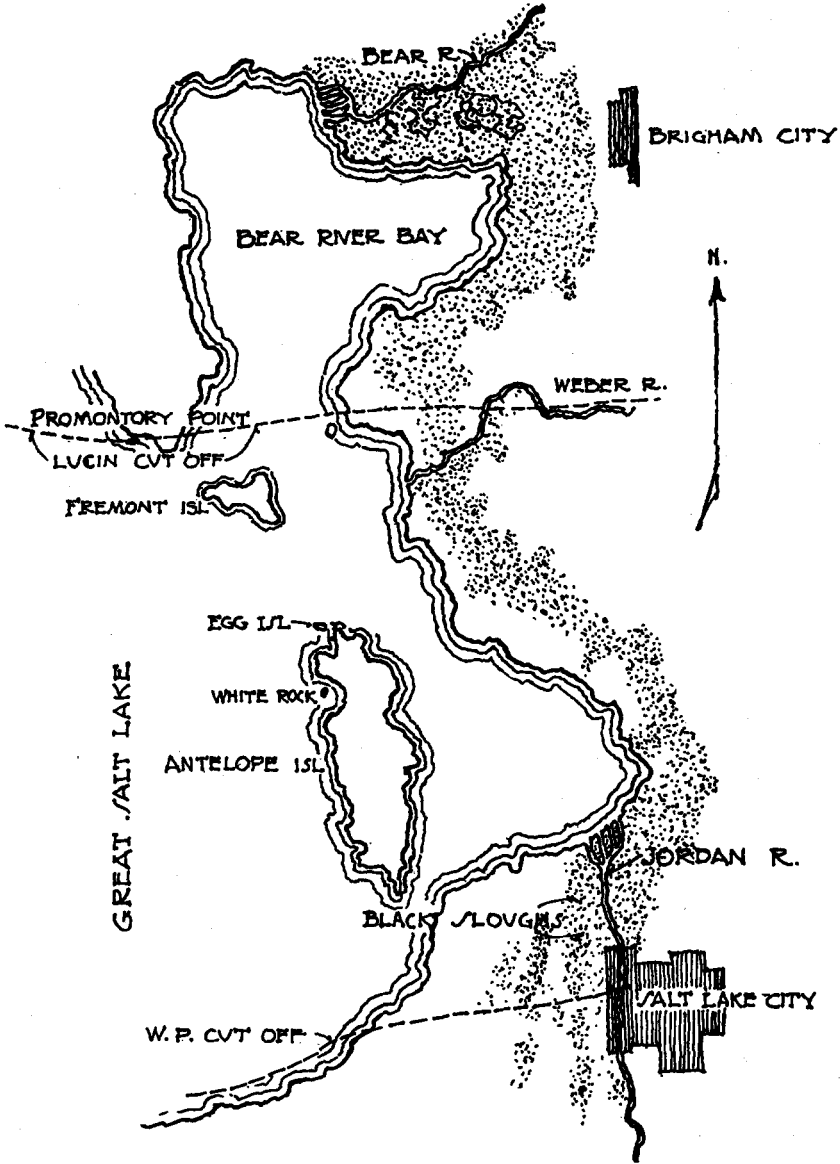 BEAR R.
BRIGHAM CITY
BEAR RIVER BAY
N.
WEBER R.
PROMONTORY POINT
LUCIN CUT OFF
FREMONT ISL
EGG ISL
WHITE ROCK
ANTELOPE ISL
GREAT SALT LAKE
JORDAN R.
BLACK SLOUGHS
SALT LAKE CITY
W. P. CUT OFF